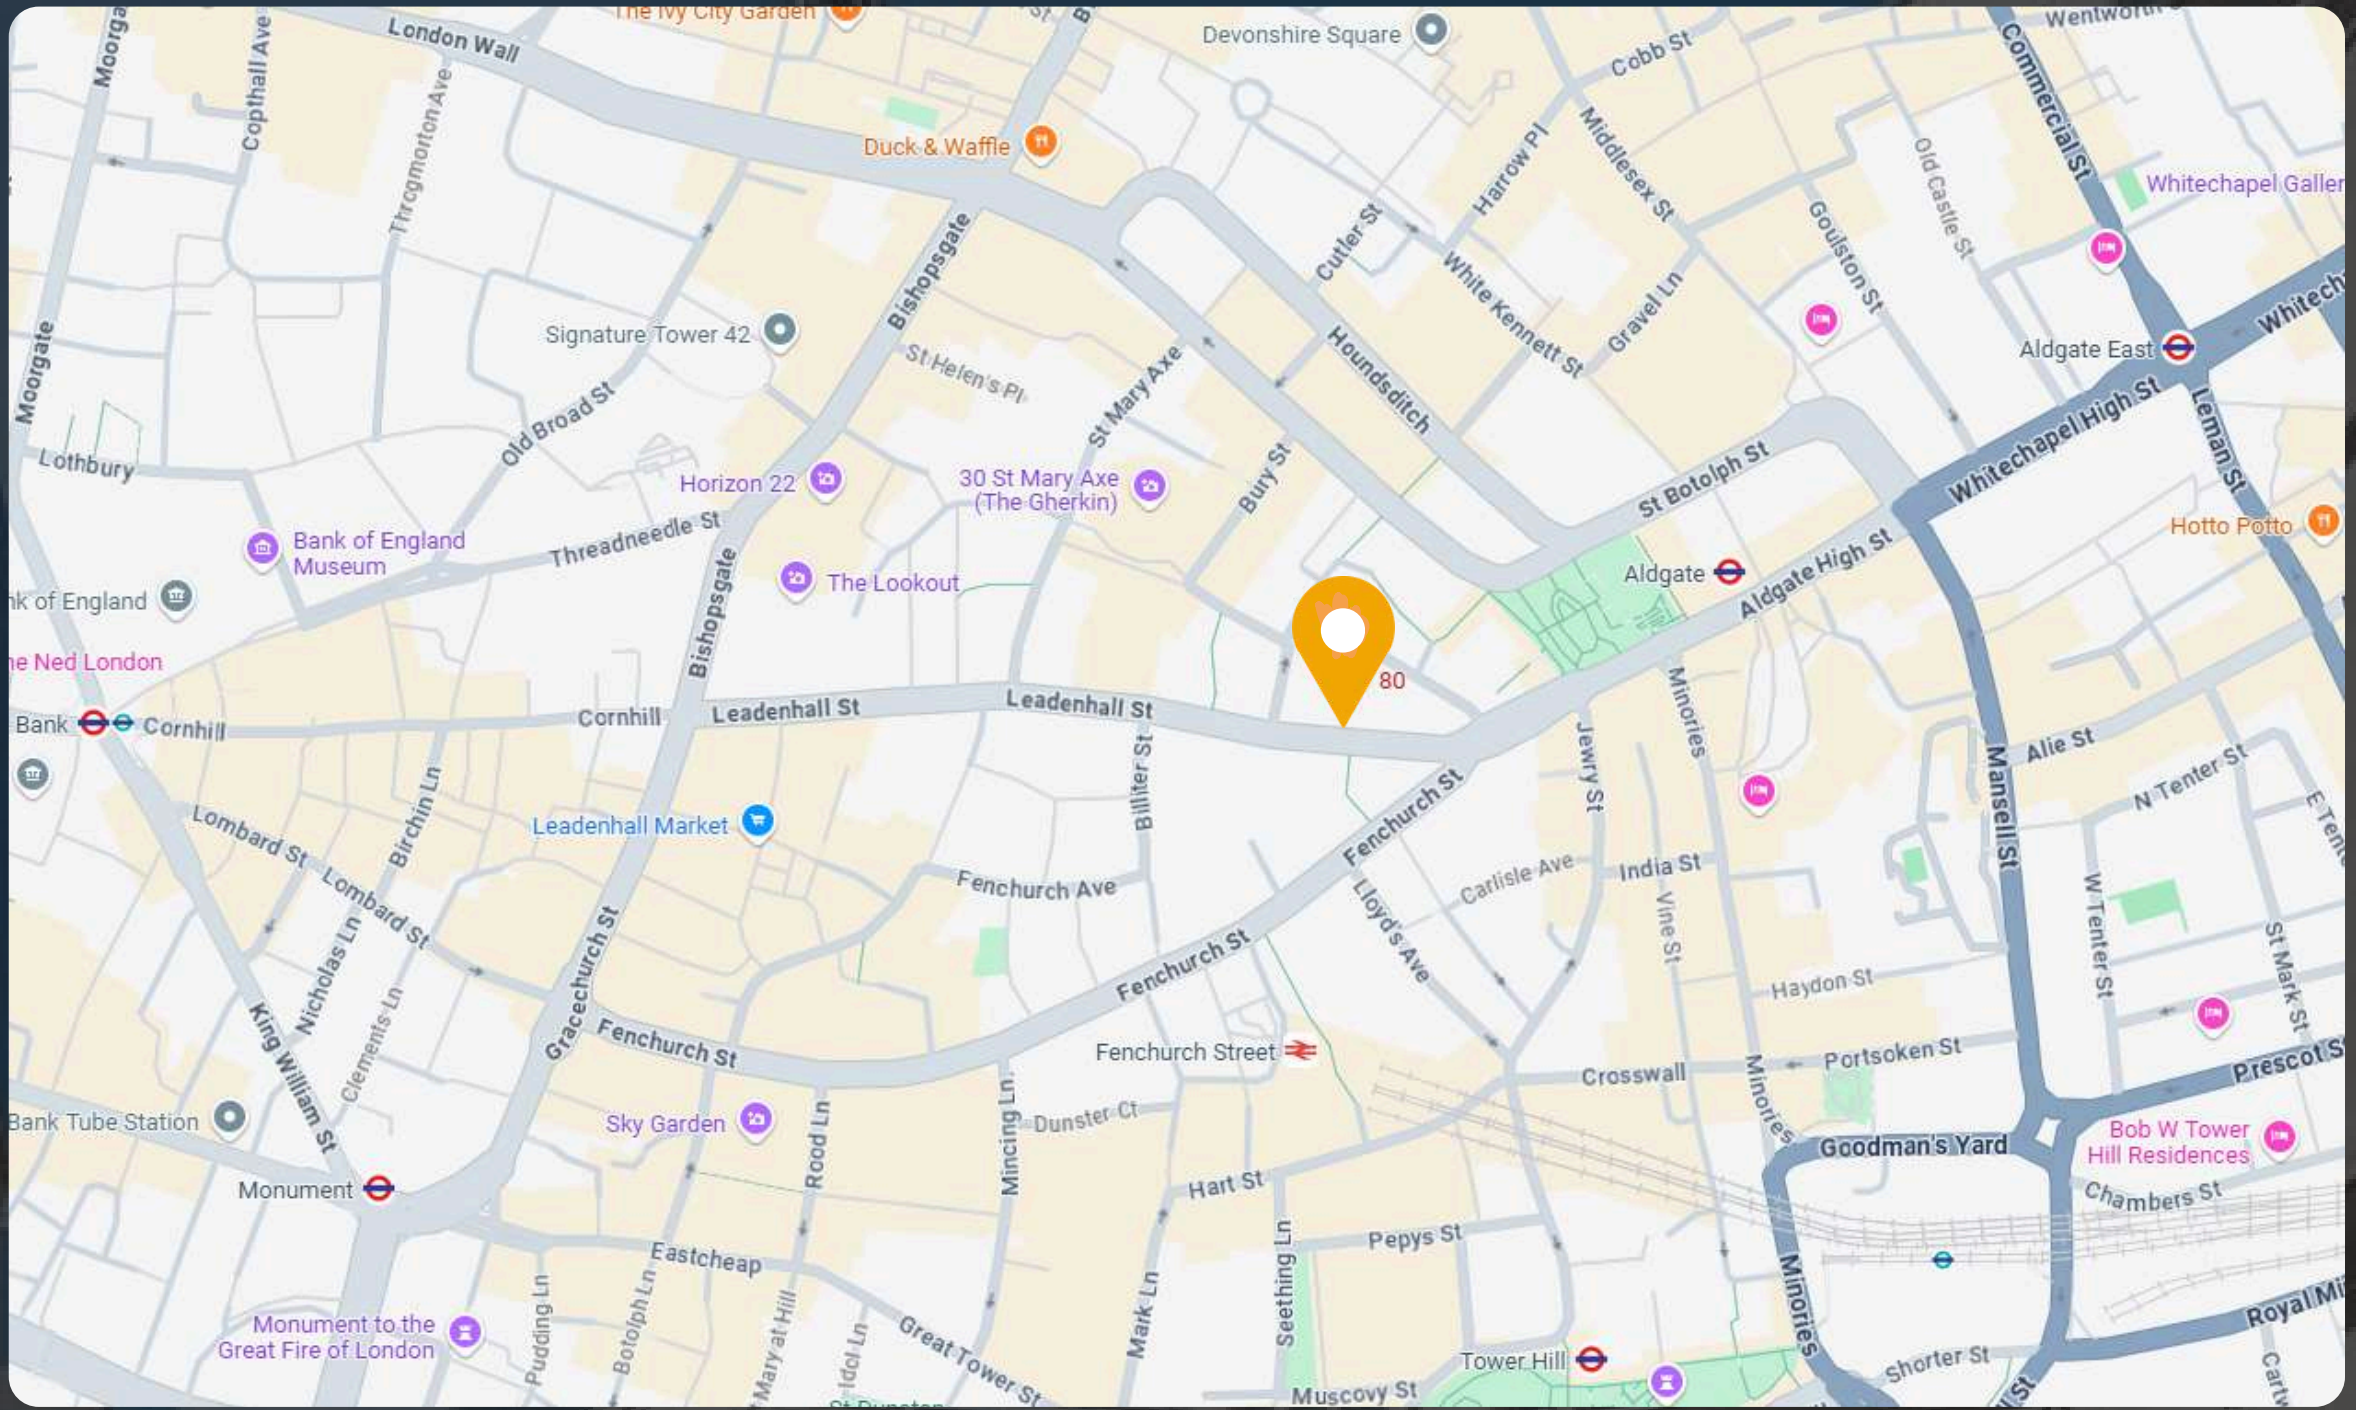 The Ivy City Garden
Devonshire Square
Wentworth
London Wall
Moorga
Copthall Ave
Cobb St
Commercial St
Throgmorton Ave
Duck & Waffle
Harrow Pl
Middlesex St
Old Castle St
Whitechapel Galler
Bishopsgate
Cutler St
Goulston St
White Kennett St
Gravel Ln
Whitech
Signature Tower 42
Moorgate
St Helen's Pl
St Mary Axe
Houndsditch
Aldgate East
Whitechapel High St
Leman St
Old Broad St
Lothbury
Horizon 22
30 St Mary Axe
(The Gherkin)
Bury St
St Botolph St
Hotto Potto
Threadneedle St
Bank of England
Museum
The Lookout
Bishopsgate
Aldgate
Aldgate High St
nk of England
ne Ned London
80
Minories
Bank
Cornhill
Cornhill
Leadenhall St
Leadenhall St
Jewry St
Mansell St
Alie St
N Tenter St
E Tent
Billiter St
Birchin Ln
Lombard St
Leadenhall Market
Fenchurch St
Lombard St
Fenchurch Ave
Lloyd's Ave
Carlisle Ave
India St
Vine St
W Tenter St
St Mark St
Nicholas Ln
Gracechurch St
Fenchurch St
Haydon St
Clements Ln
King William St
Fenchurch St
Fenchurch Street
Crosswall
Minories
Portsoken St
Prescot S
Bank Tube Station
Sky Garden
Rood Ln
Mincing Ln
Dunster Ct
Goodman's Yard
Bob W Tower
Hill Residences
Monument
Hart St
Chambers St
Eastcheap
Seething Ln
Pepys St
Minories
Monument to the
Great Fire of London
Pudding Ln
Botolph Ln
Mary at Hill
Idol Ln
Great Tower St
Mark Ln
Muscovy St
Tower Hill
Shorter St
Royal Mi
Cartw